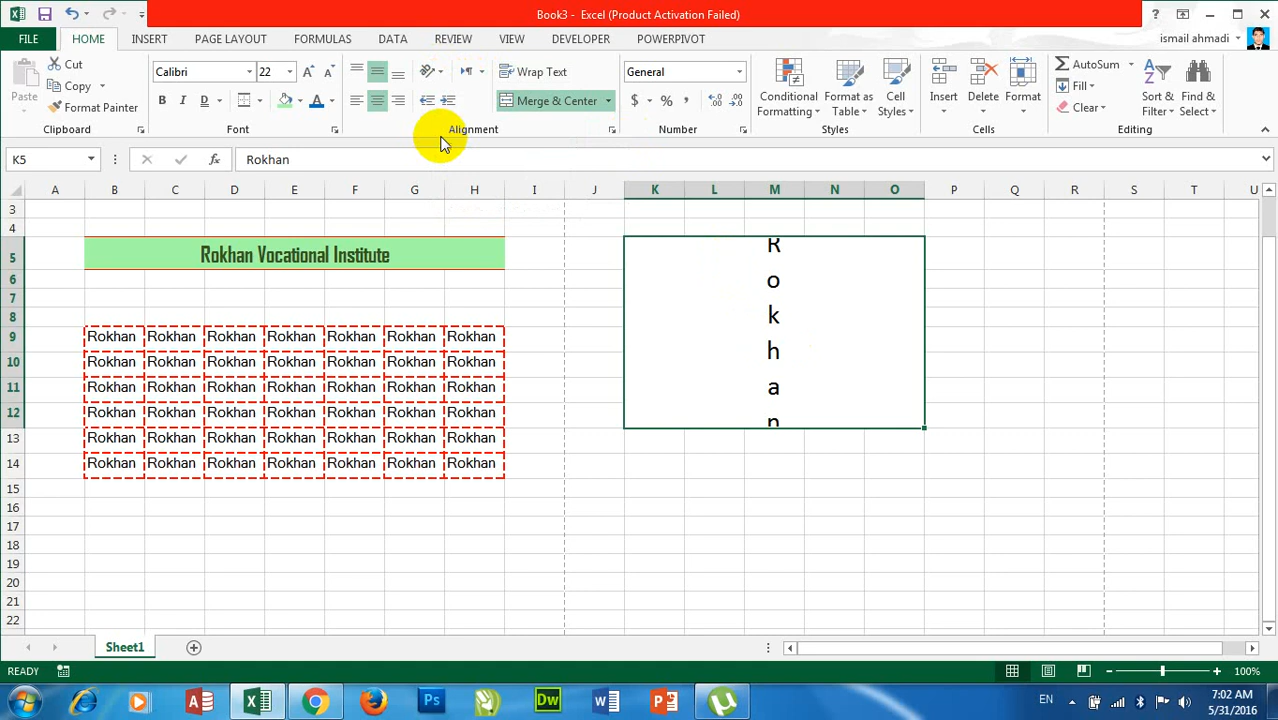 Book3 - Excel (Product Activation Failed)
FILE HOME INSERT PAGE LAYOUT FORMULAS DATA REVIEW VIEW DEVELOPER POWERPIVOT ismail ahmadi
Paste
Cut
Copy
Format Painter
Clipboard
Calibri 22
B I D
Font
Wrap Text
Merge & Center
Alignment
General
$ % ,
Number
Conditional Formatting
Format as Table
Cell Styles
Styles
Insert Delete Format
Cells
AutoSum
Fill
Clear
Sort & Filter
Find & Select
Editing
K5 fx Rokhan
A B C D E F G H I J K L M N O P Q R S T U
3
4
5 Rokhan Vocational Institute
6
7
8
9 Rokhan Rokhan Rokhan Rokhan Rokhan Rokhan Rokhan
10 Rokhan Rokhan Rokhan Rokhan Rokhan Rokhan Rokhan
11 Rokhan Rokhan Rokhan Rokhan Rokhan Rokhan Rokhan
12 Rokhan Rokhan Rokhan Rokhan Rokhan Rokhan Rokhan
13 Rokhan Rokhan Rokhan Rokhan Rokhan Rokhan Rokhan
14 Rokhan Rokhan Rokhan Rokhan Rokhan Rokhan Rokhan
15
16
17
18
19
20
21
22
R
o
k
h
a
n
Sheet1
READY 100%
EN 7:02 AM
5/31/2016